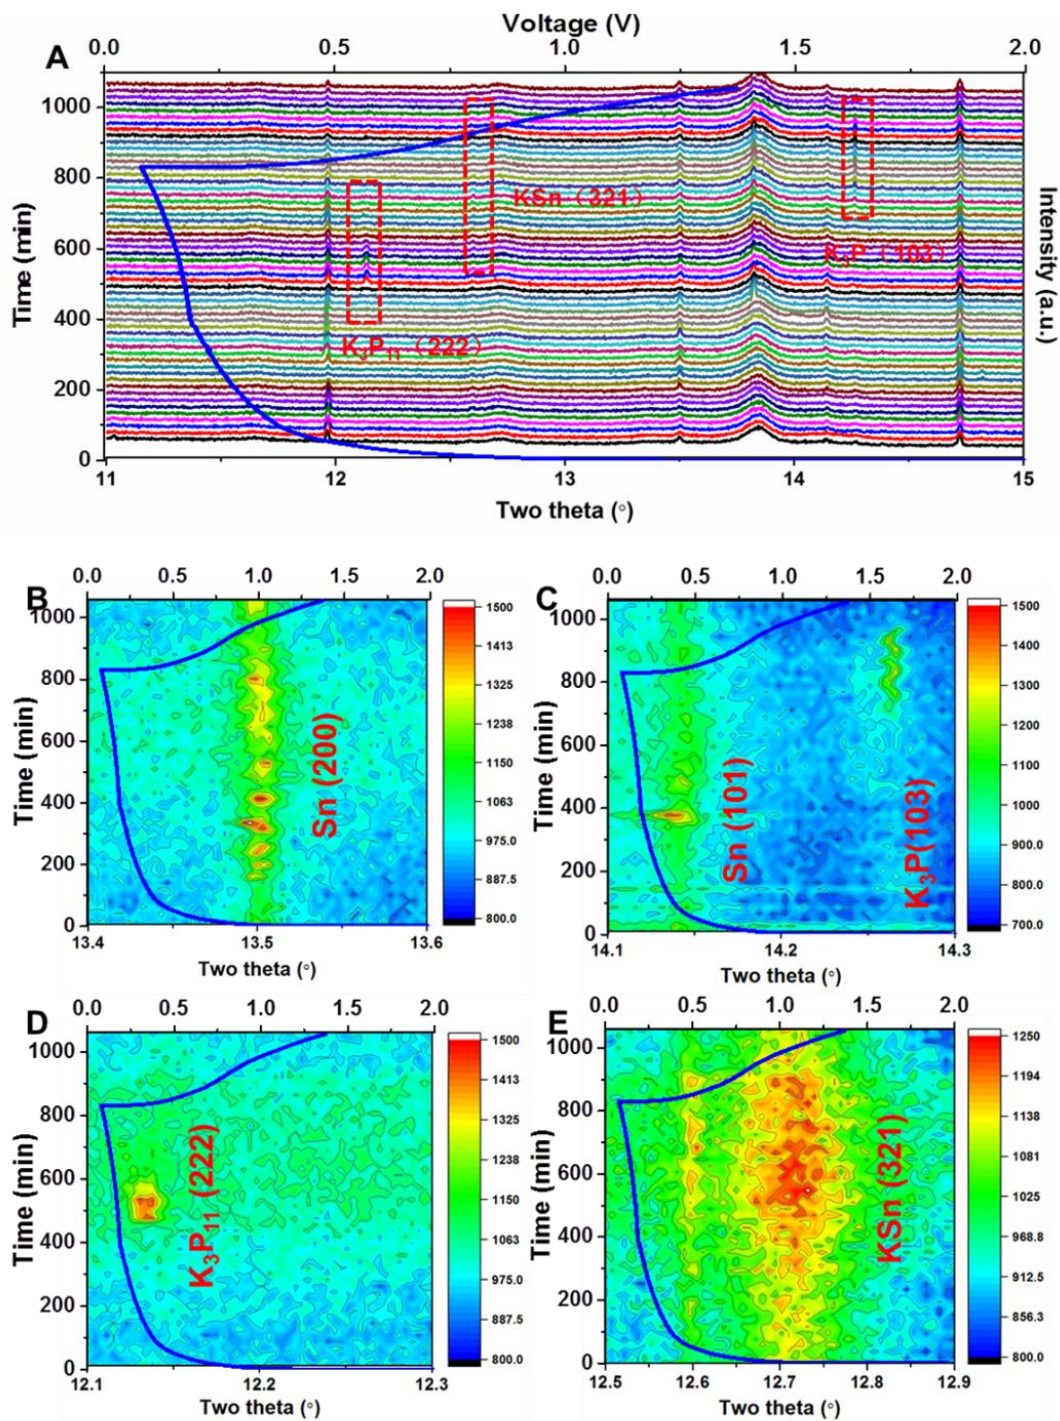 Voltage (V)
0.0 0.5 1.0 1.5 2.0
A
1000
800
600
400
200
0
Time (min)
KSn（321）
K₃P（103）
K₃P₁₁（222）
Intensity (a.u.)
11 12 13 14 15
Two theta (°)
B
0.0 0.5 1.0 1.5 2.0
1000
800
600
400
200
0
Time (min)
Sn (200)
13.4 13.5 13.6
Two theta (°)
1500
1413
1325
1238
1150
1063
975.0
887.5
800.0
C
0.0 0.5 1.0 1.5 2.0
1000
800
600
400
200
0
Time (min)
Sn (101)
K₃P(103)
14.1 14.2 14.3
Two theta (°)
1500
1400
1300
1200
1100
1000
900.0
800.0
700.0
D
0.0 0.5 1.0 1.5 2.0
1000
800
600
400
200
0
Time (min)
K₃P₁₁ (222)
12.1 12.2 12.3
Two theta (°)
1500
1413
1325
1238
1150
1063
975.0
887.5
800.0
E
0.0 0.5 1.0 1.5 2.0
1000
800
600
400
200
0
Time (min)
KSn (321)
12.5 12.6 12.7 12.8 12.9
Two theta (°)
1250
1194
1138
1081
1025
968.8
912.5
856.3
800.0